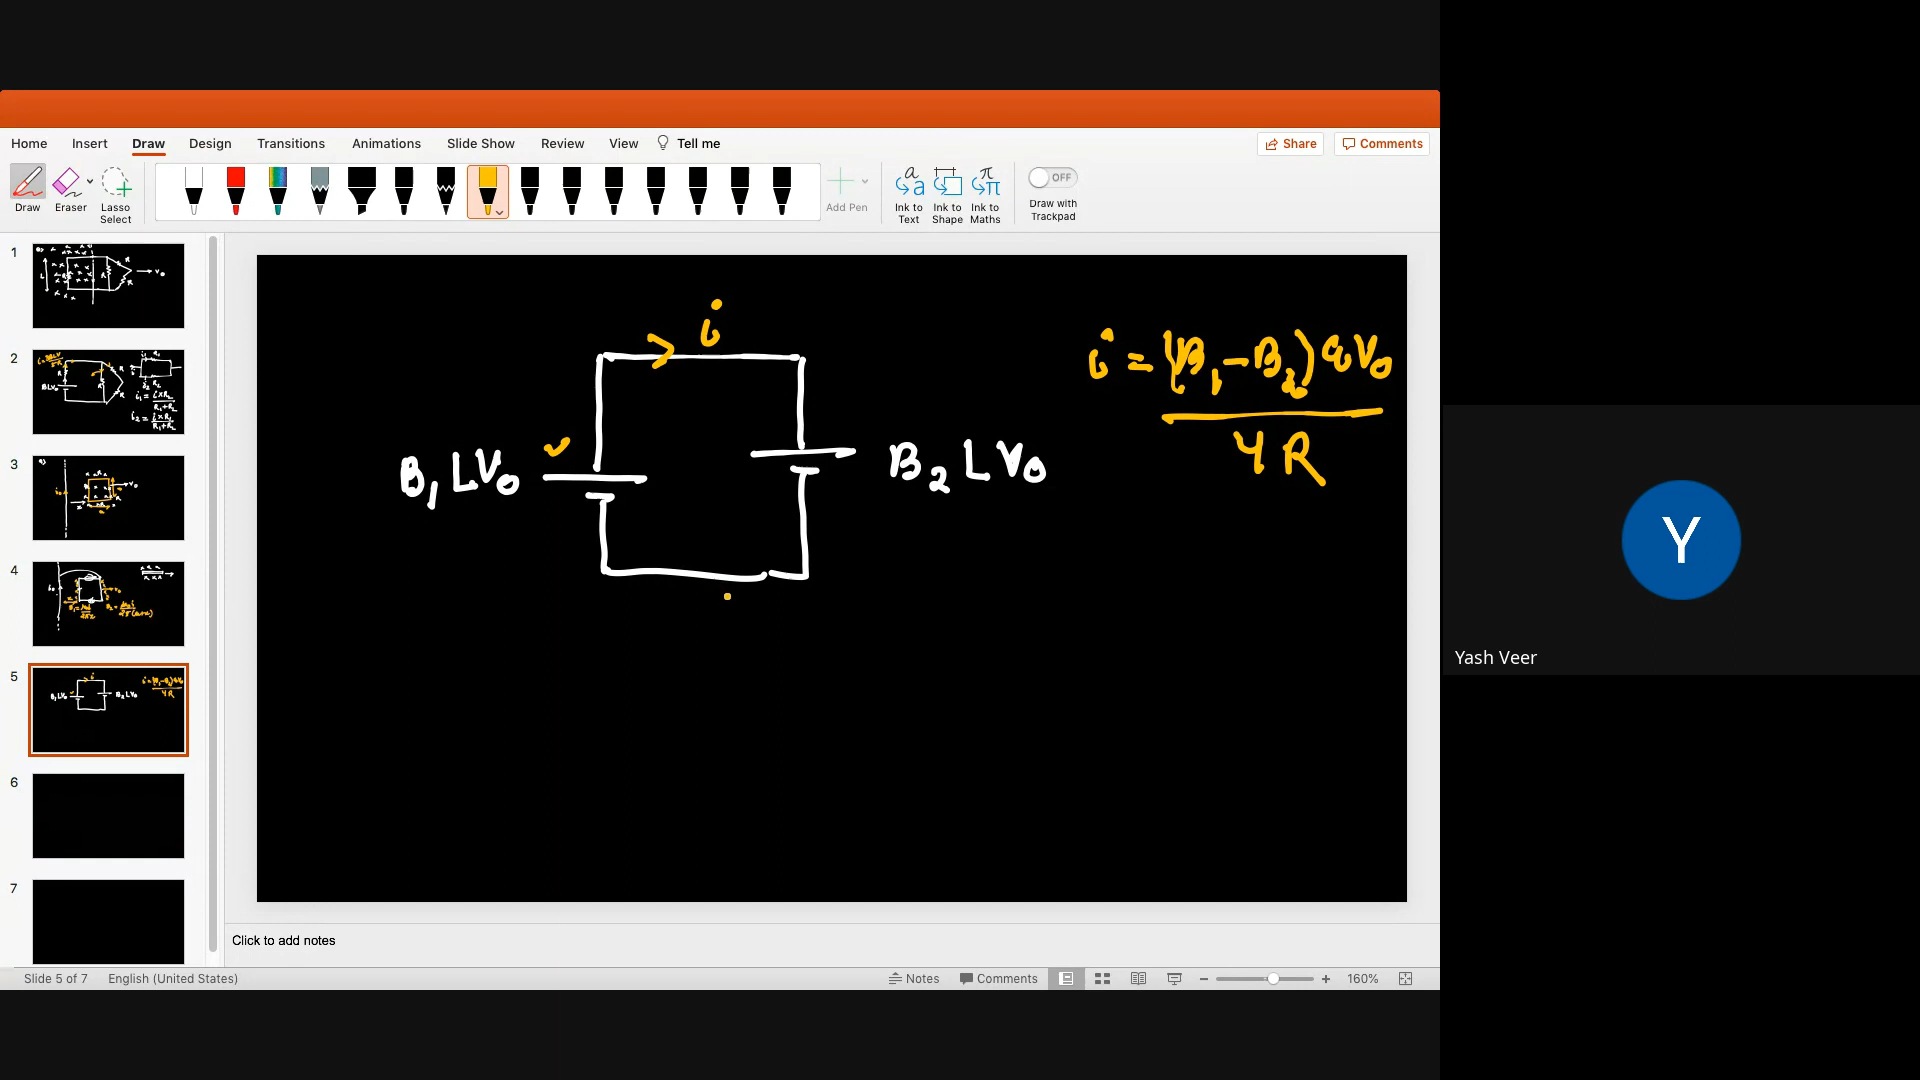 Home Insert Draw Design Transitions Animations Slide Show Review View Tell me Share Comments
Draw Eraser Lasso Select Add Pen Ink to Text Ink to Shape Ink to Maths OFF Draw with Trackpad
1
2
3
4
5
6
7
i
i = (B₁-B₂) a V₀
4R
B₁ L V₀
B₂ L V₀
Click to add notes
Slide 5 of 7 English (United States) Notes Comments 160%
Y
Yash Veer